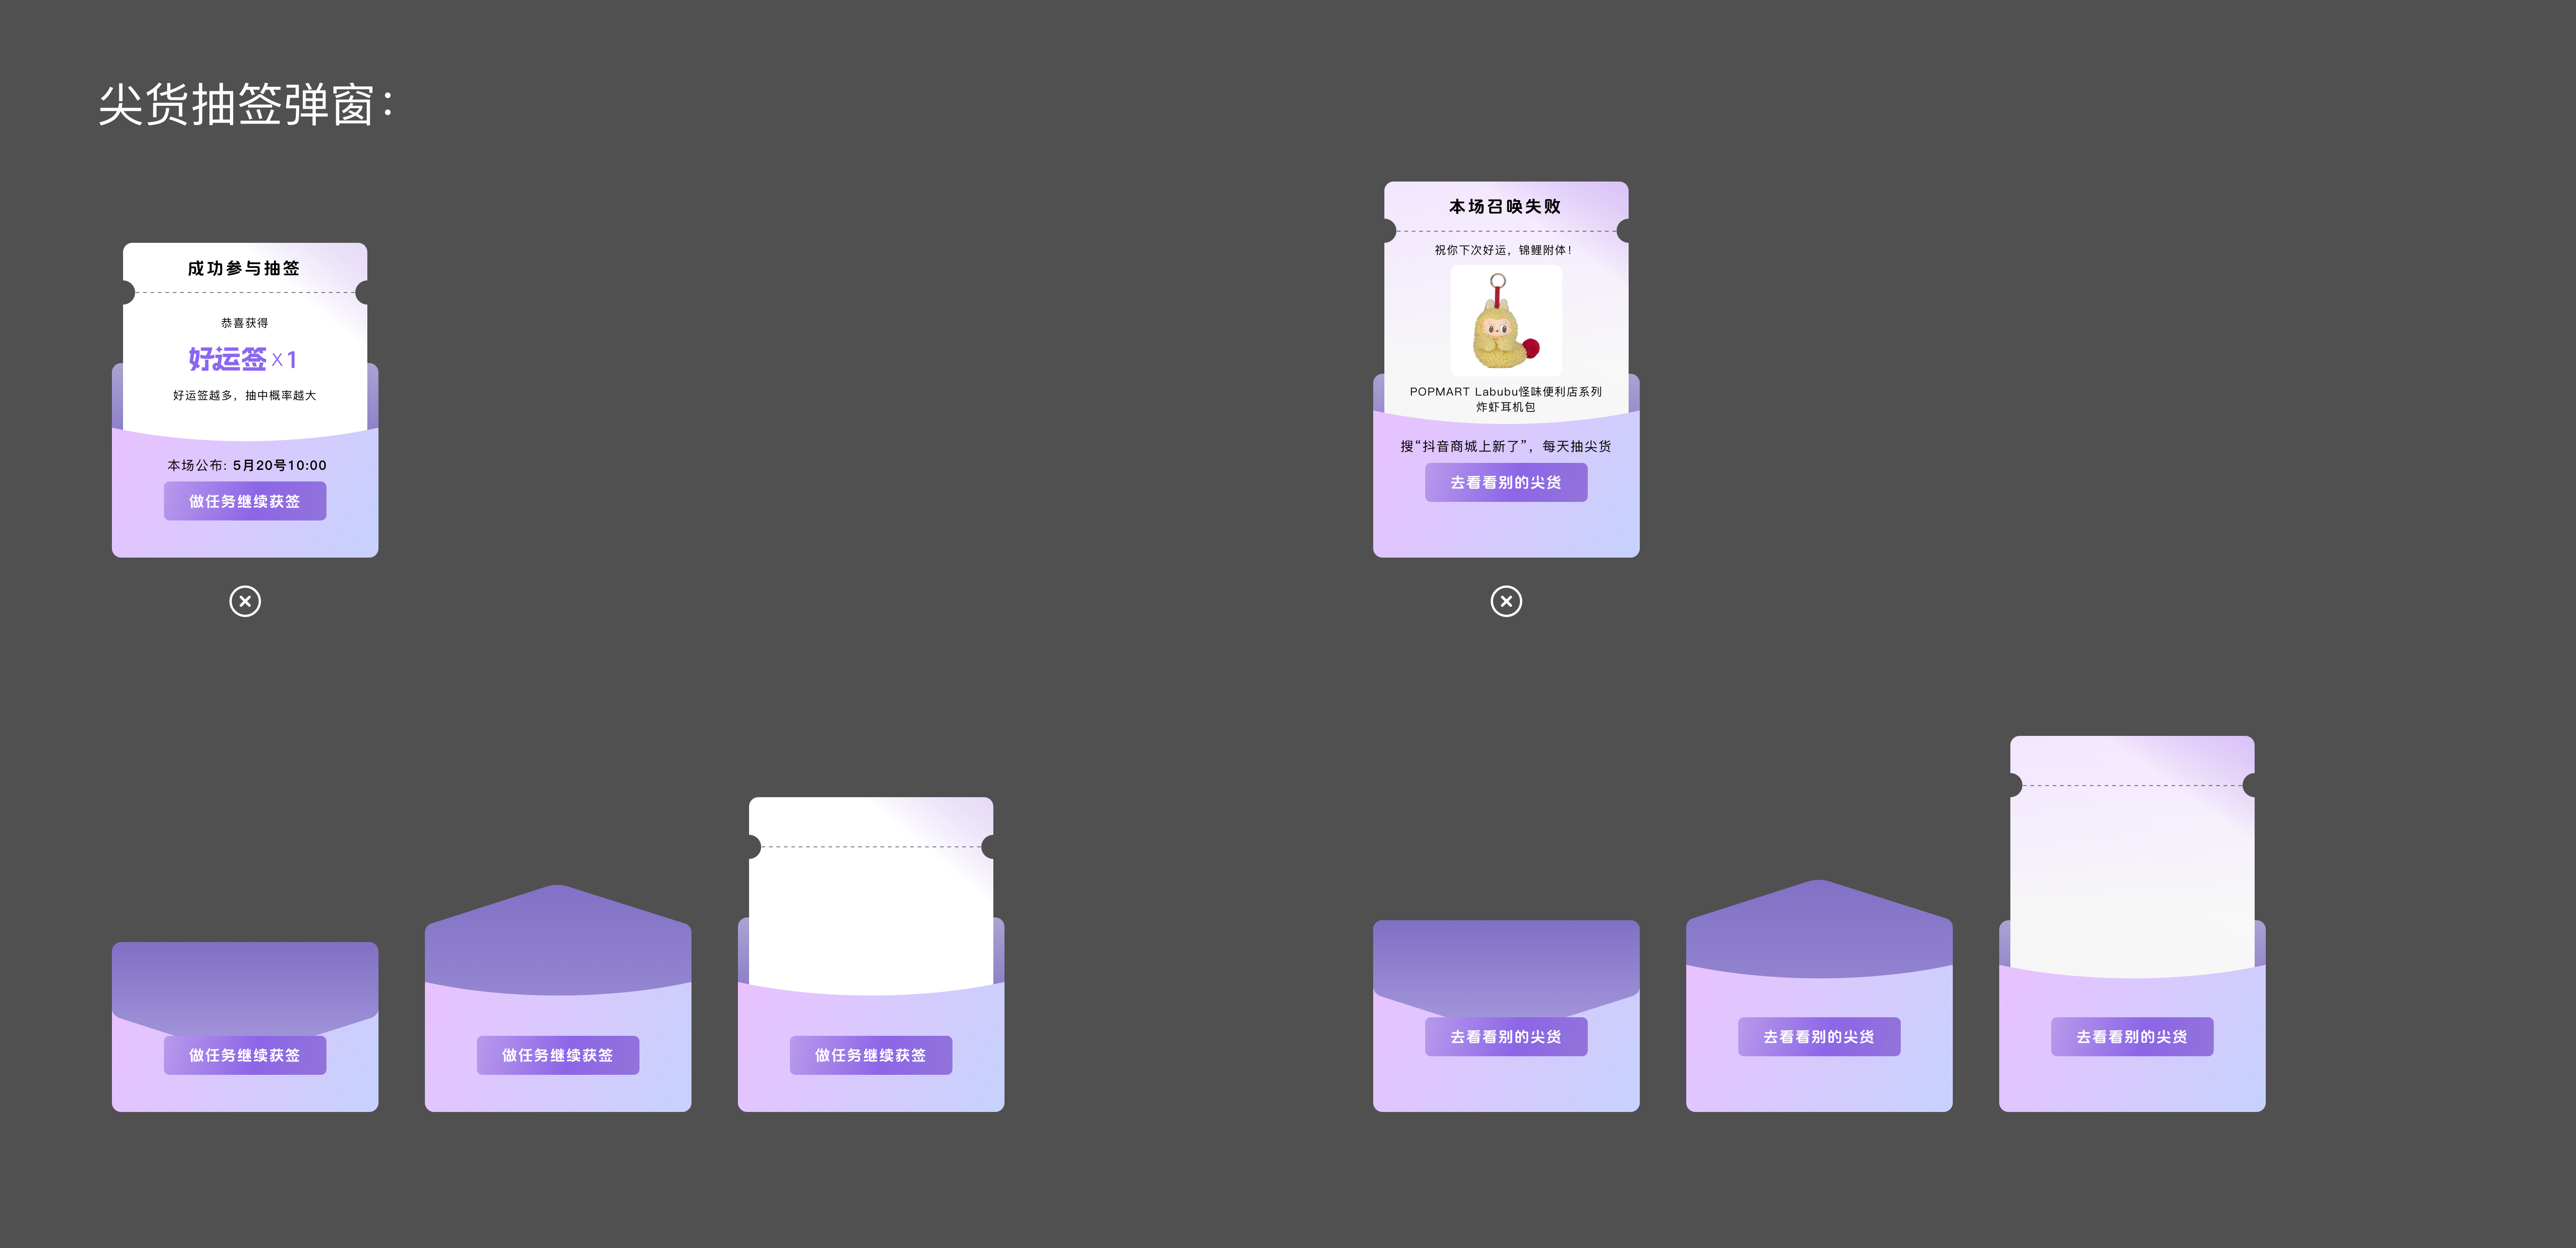 尖货抽签弹窗：
成功参与抽签
恭喜获得
好运签X1
好运签越多，抽中概率越大
本场公布: 5月20号10:00
做任务继续获签
本场召唤失败
祝你下次好运，锦鲤附体！
POPMART Labubu怪味便利店系列
炸虾耳机包
搜“抖音商城上新了”，每天抽尖货
去看看别的尖货
做任务继续获签
做任务继续获签
做任务继续获签
去看看别的尖货
去看看别的尖货
去看看别的尖货